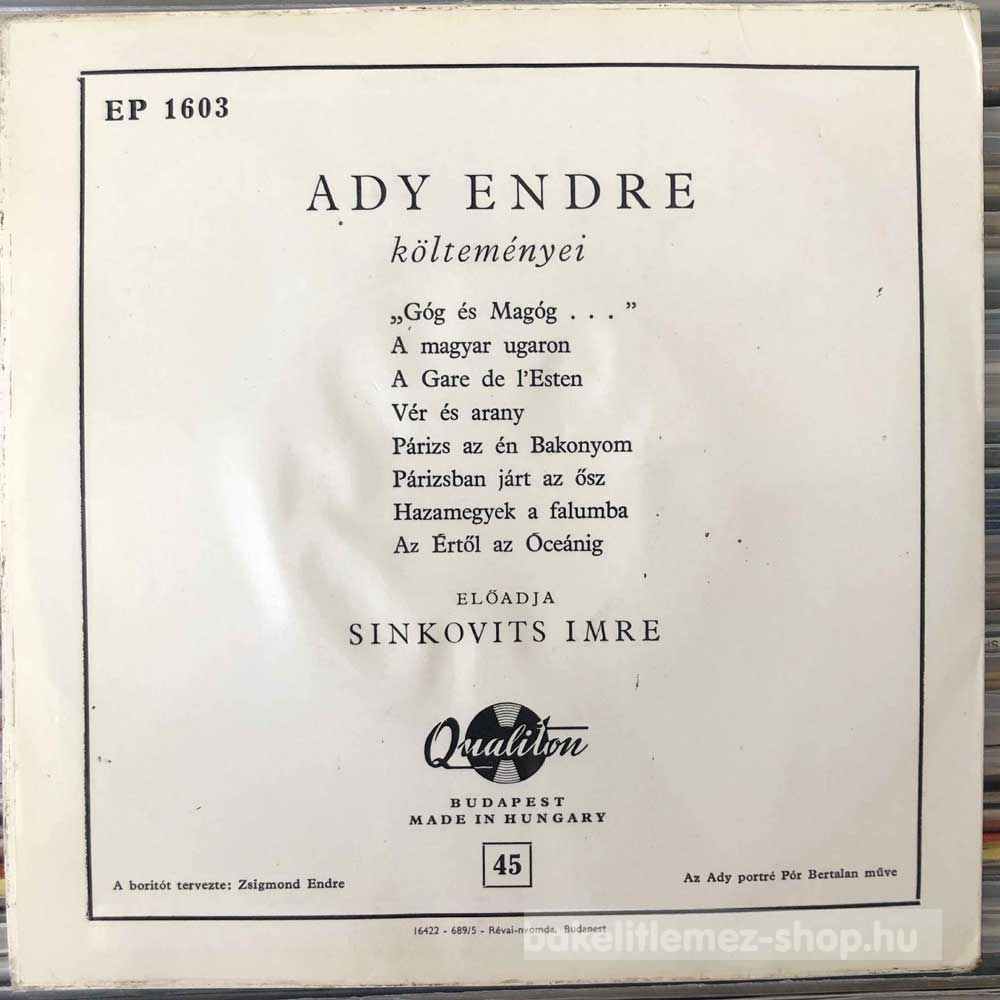 EP 1603
ADY ENDRE
költeményei
„Góg és Magóg . . . ”
A magyar ugaron
A Gare de l'Esten
Vér és arany
Párizs az én Bakonyom
Párizsban járt az ősz
Hazamegyek a falumba
Az Értől az Óceánig
ELŐADJA
SINKOVITS IMRE
Qualiton
BUDAPEST
MADE IN HUNGARY
45
A boritót tervezte: Zsigmond Endre
Az Ady portré Pór Bertalan műve
16422 - 689/5 - Révai-nyomda, Budapest
bakelitlemez-shop.hu